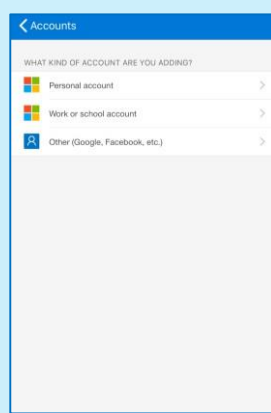 Accounts
WHAT KIND OF ACCOUNT ARE YOU ADDING?
Personal account
Work or school account
Other (Google, Facebook, etc.)